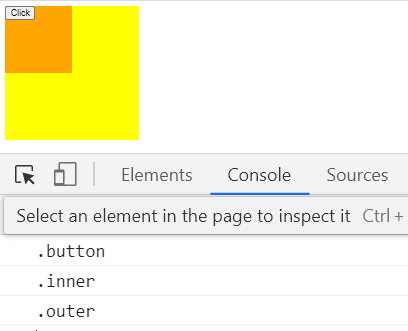 Click
Elements Console Sources
Select an element in the page to inspect it Ctrl +
.button
.inner
.outer